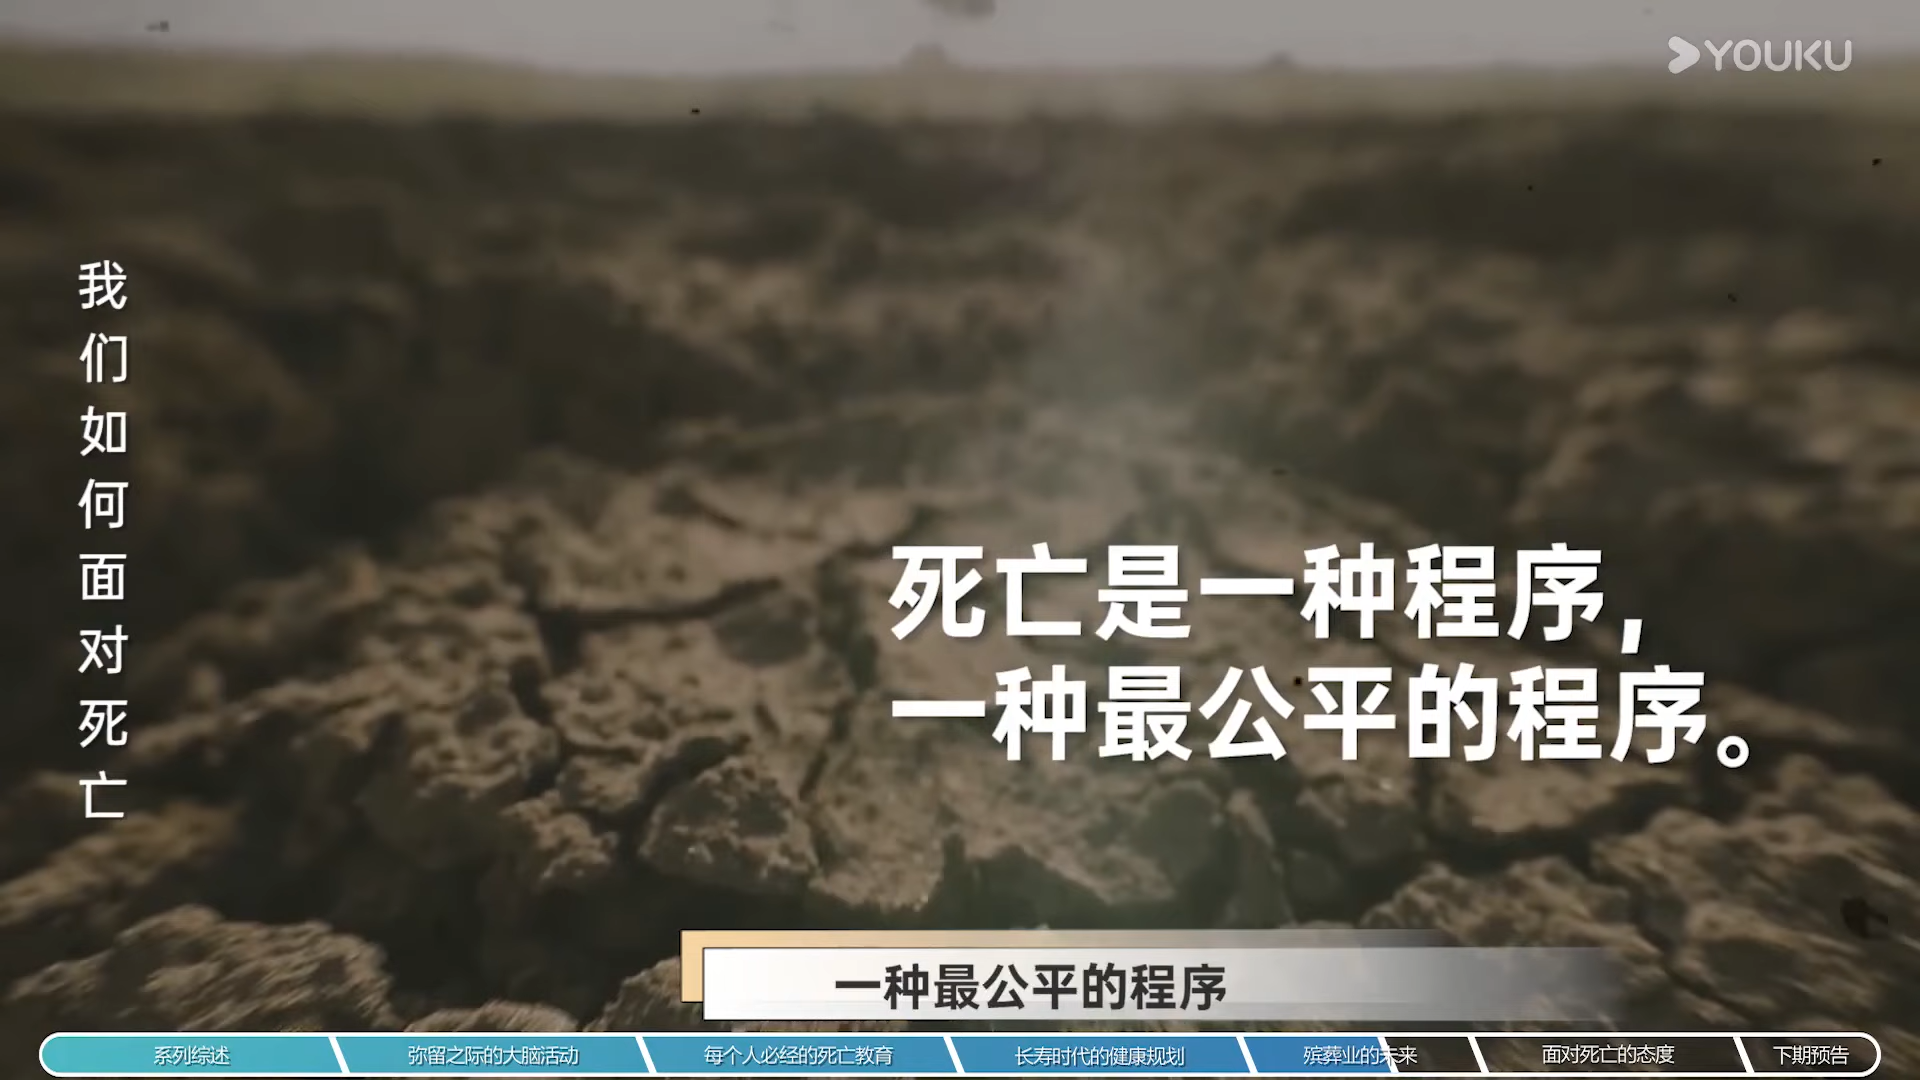 YOUKU
我们如何面对死亡
死亡是一种程序，
一种最公平的程序。
一种最公平的程序
系列综述
弥留之际的大脑活动
每个人必经的死亡教育
长寿时代的健康规划
殡葬业的未来
面对死亡的态度
下期预告